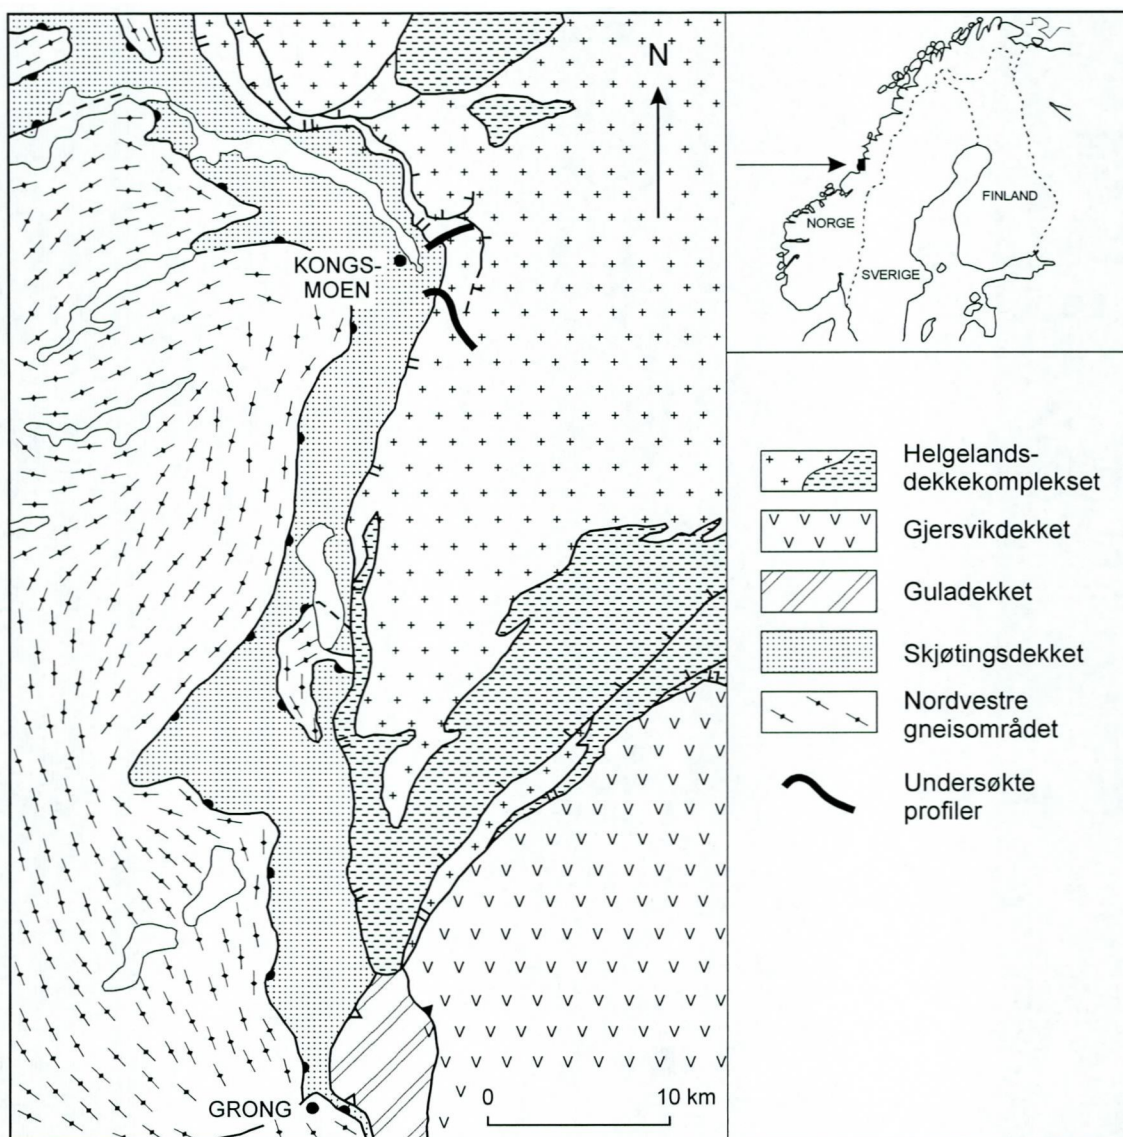 N
KONGS-
MOEN
GRONG
0 10 km
NORGE
SVERIGE
FINLAND
Helgelands-
dekkekomplekset
Gjersvikdekket
Guladekket
Skjøtingsdekket
Nordvestre
gneisområdet
Undersøkte
profiler